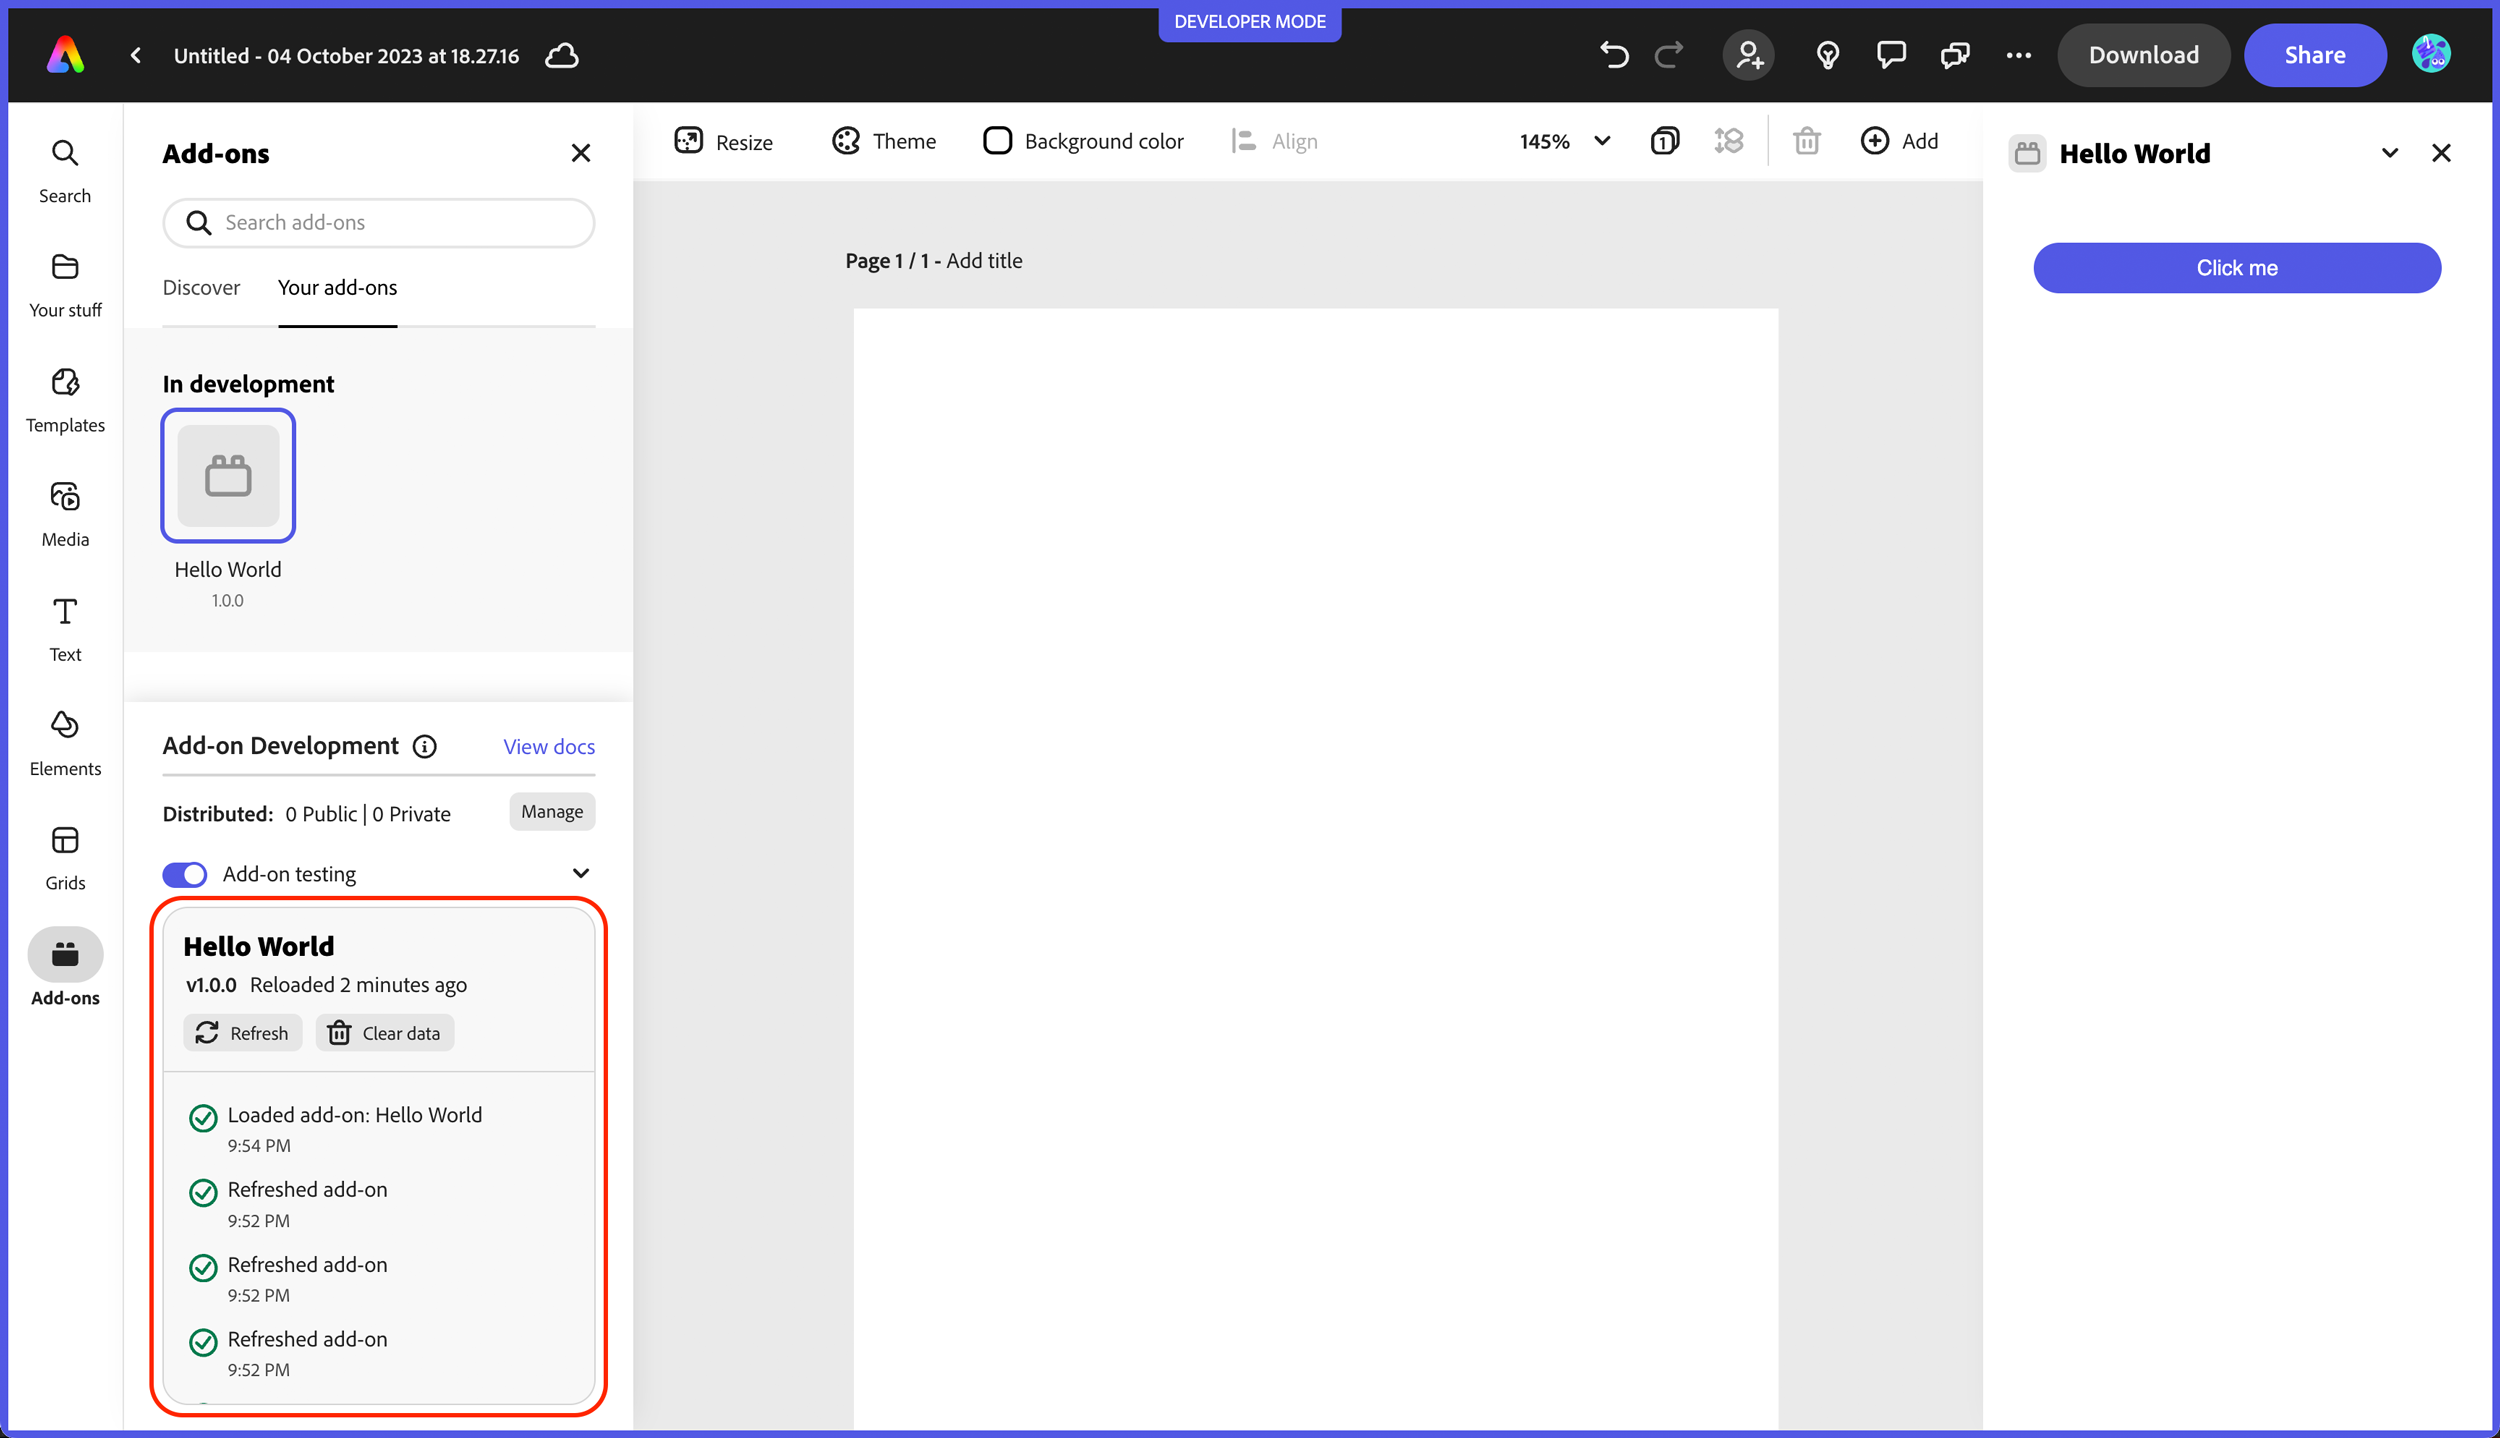 DEVELOPER MODE
Untitled - 04 October 2023 at 18.27.16
Download
Share
Search
Your stuff
Templates
Media
Text
Elements
Grids
Add-ons
Add-ons
Search add-ons
Discover
Your add-ons
In development
Hello World
1.0.0
Add-on Development
View docs
Distributed: 0 Public | 0 Private
Manage
Add-on testing
Hello World
v1.0.0 Reloaded 2 minutes ago
Refresh
Clear data
Loaded add-on: Hello World
9:54 PM
Refreshed add-on
9:52 PM
Refreshed add-on
9:52 PM
Refreshed add-on
9:52 PM
Resize
Theme
Background color
Align
145%
1
Add
Page 1 / 1 - Add title
Hello World
Click me